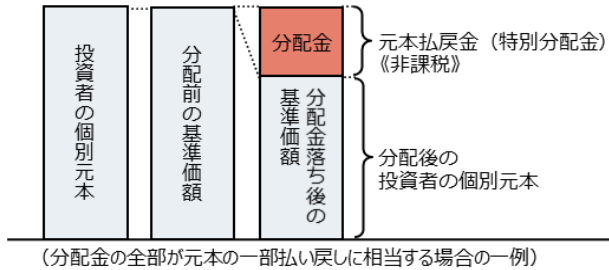 投資者の個別元本
分配前の基準価額
分配金
分配金落ち後の
基準価額
元本払戻金（特別分配金）
《非課税》
分配後の
投資者の個別元本
（分配金の全部が元本の一部払い戻しに相当する場合の一例）